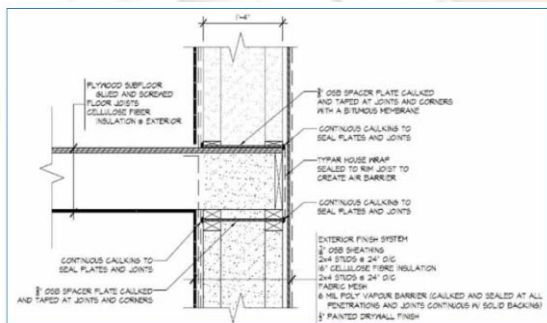 1'-4"
PLYWOOD SUBFLOOR
GLUED AND SCREWED
FLOOR JOISTS
CELLULOSE FIBER
INSULATION @ EXTERIOR
OSB SPACER PLATE CAULKED
AND TAPED AT JOINTS AND CORNERS
WITH A BITUMOUS MEMBRANE
CONTINUOUS CAULKING TO
SEAL PLATES AND JOINTS
TYPAR HOUSE WRAP
SEALED TO RIM JOIST TO
CREATE AIR BARRIER
CONTINUOUS CAULKING TO
SEAL PLATES AND JOINTS
CONTINUOUS CAULKING TO
SEAL PLATES AND JOINTS
OSB SPACER PLATE CAULKED
AND TAPED AT JOINTS AND CORNERS
EXTERIOR FINISH SYSTEM
OSB SHEATHING
2x4 STUDS @ 24" O/C
16" CELLULOSE FIBRE INSULATION
2x4 STUDS @ 24" O/C
FABRIC MESH
6 MIL POLY VAPOUR BARRIER (CAULKED AND SEALED AT ALL
PENETRATIONS AND JOINTS CONTINUOUS W/ SOLID BACKING)
PAINTED DRYWALL FINISH